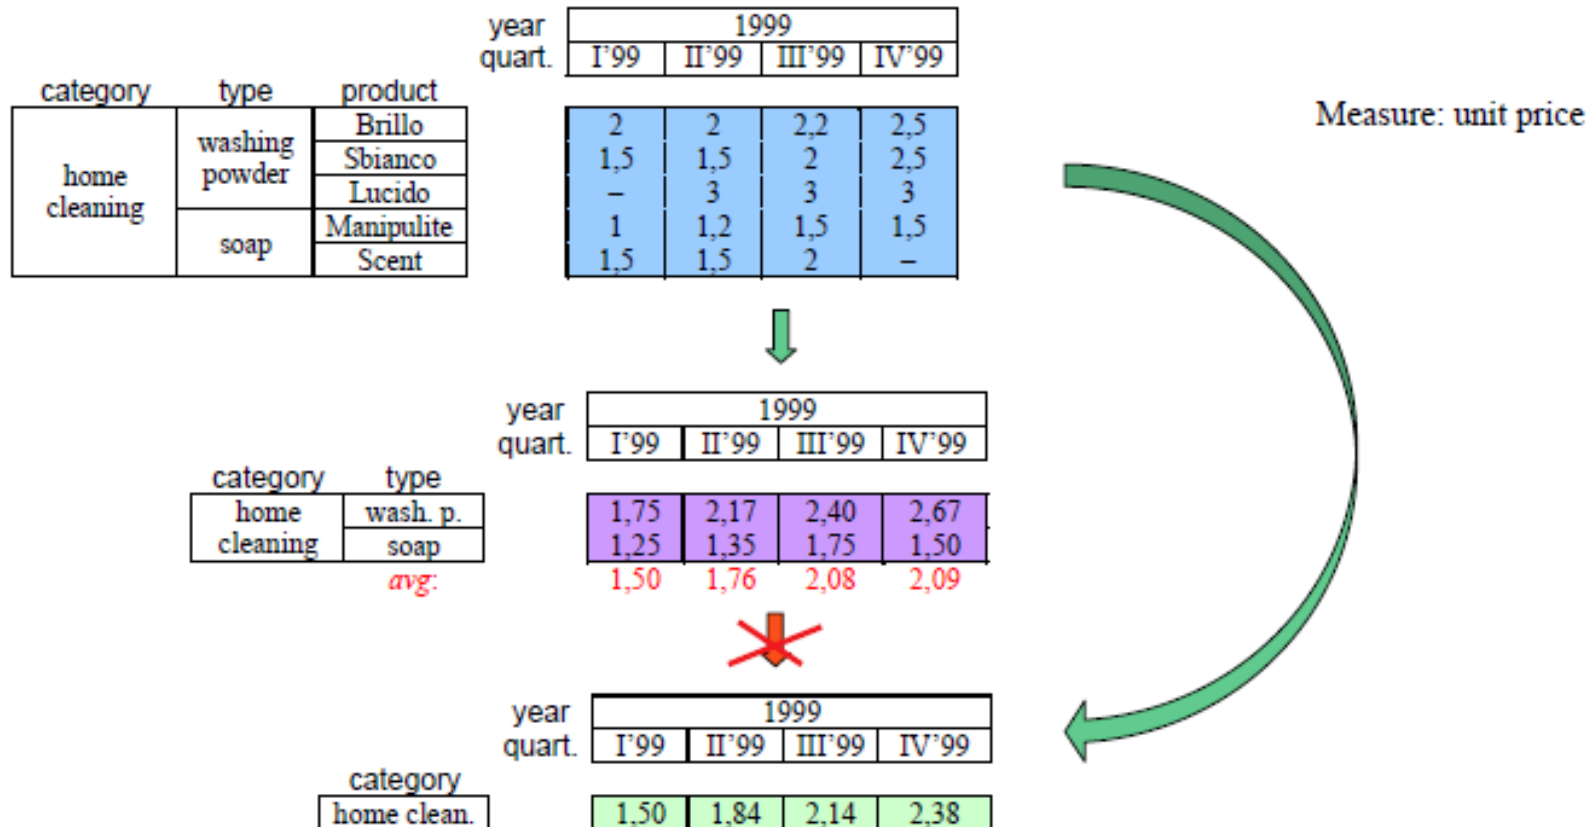 year 1999
quart. I'99 II'99 III'99 IV'99
category type product
home cleaning washing powder Brillo 2 2 2,2 2,5
Sbianco 1,5 1,5 2 2,5
Lucido – 3 3 3
soap Manipulite 1 1,2 1,5 1,5
Scent 1,5 1,5 2 –
Measure: unit price
year 1999
quart. I'99 II'99 III'99 IV'99
category type
home cleaning wash. p. 1,75 2,17 2,40 2,67
soap 1,25 1,35 1,75 1,50
avg: 1,50 1,76 2,08 2,09
year 1999
quart. I'99 II'99 III'99 IV'99
category
home clean. 1,50 1,84 2,14 2,38